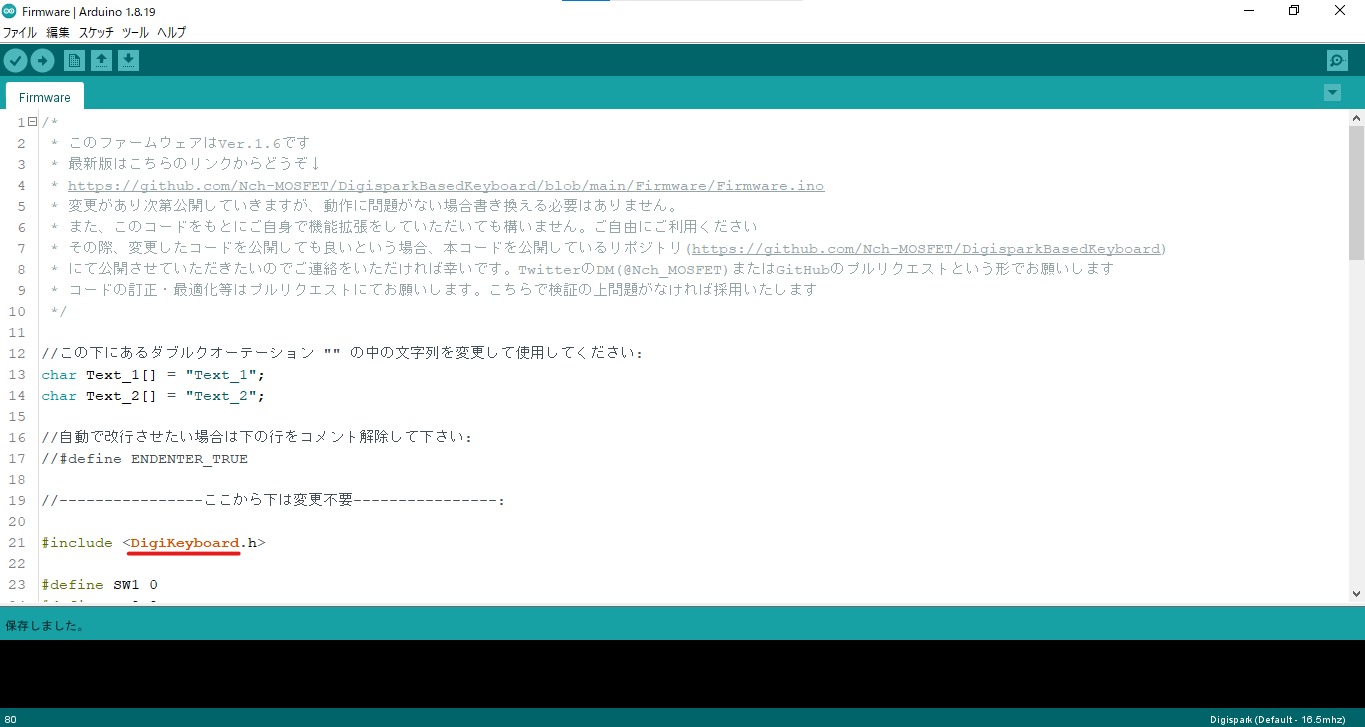 Firmware | Arduino 1.8.19
ファイル 編集 スケッチ ツール ヘルプ
Firmware
1 /*
2 * このファームウェアはVer.1.6です
3 * 最新版はこちらのリンクからどうぞ↓
4 * https://github.com/Nch-MOSFET/DigisparkBasedKeyboard/blob/main/Firmware/Firmware.ino
5 * 変更があり次第公開していきますが、動作に問題がない場合書き換える必要はありません。
6 * また、このコードをもとにご自身で機能拡張をしていただいても構いません。ご自由にご利用ください
7 * その際、変更したコードを公開しても良いという場合、本コードを公開しているリポジトリ(https://github.com/Nch-MOSFET/DigisparkBasedKeyboard)
8 * にて公開させていただきたいのでご連絡をいただければ幸いです。TwitterのDM(@Nch_MOSFET)またはGitHubのプルリクエストという形でお願いします
9 * コードの訂正・最適化等はプルリクエストにてお願いします。こちらで検証の上問題がなければ採用いたします
10 */
11
12 //この下にあるダブルクオーテーション "" の中の文字列を変更して使用してください:
13 char Text_1[] = "Text_1";
14 char Text_2[] = "Text_2";
15
16 //自動で改行させたい場合は下の行をコメント解除して下さい:
17 //#define ENDENTER_TRUE
18
19 //----------------ここから下は変更不要----------------:
20
21 #include <DigiKeyboard.h>
22
23 #define SW1 0
保存しました。
80 Digispark (Default - 16.5mhz)